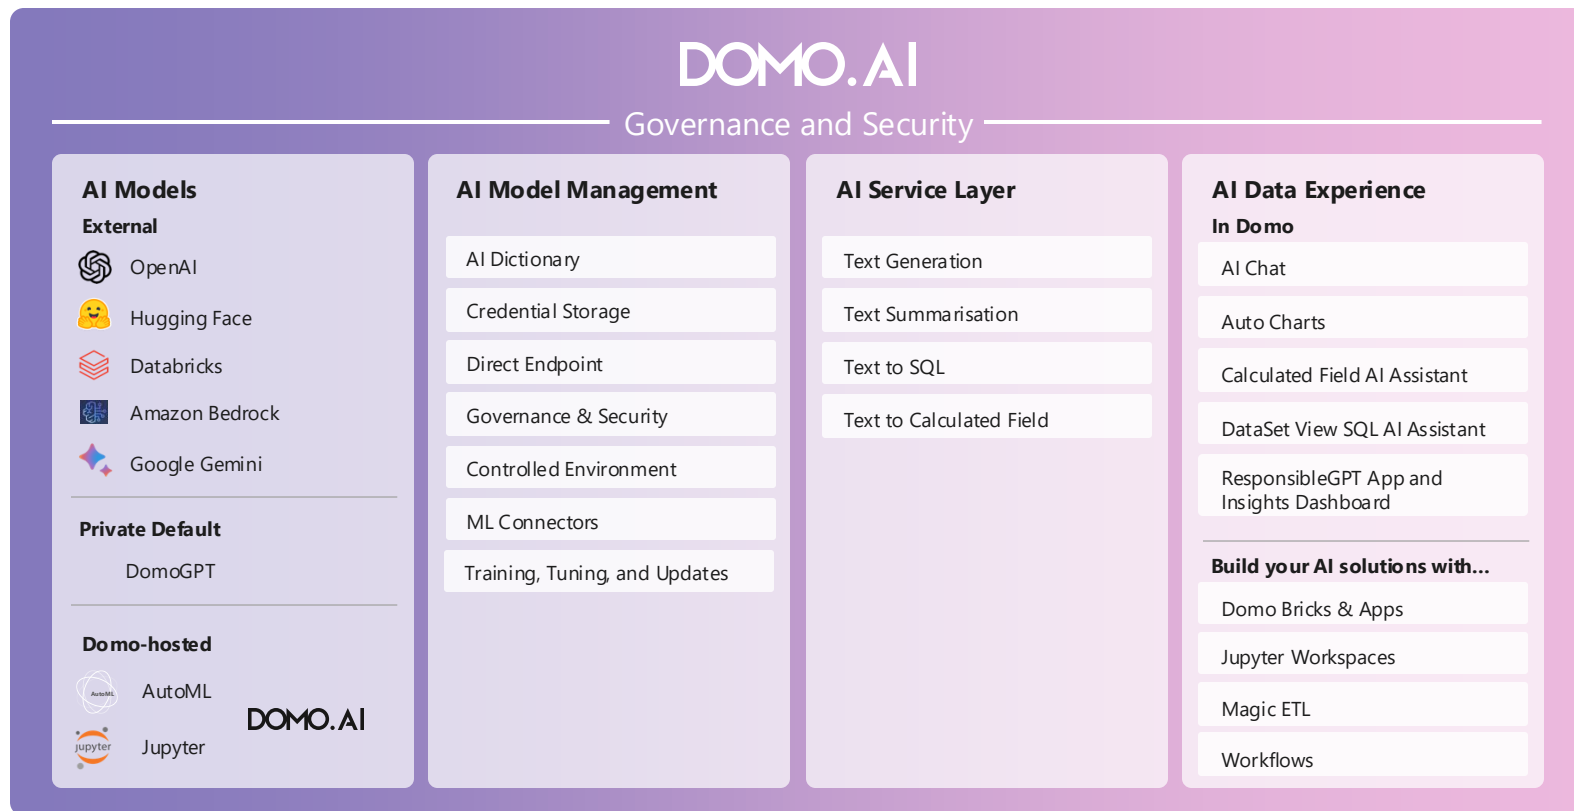 DOMO.AI
Governance and Security
AI Models
External
OpenAI
Hugging Face
Databricks
Amazon Bedrock
Google Gemini
Private Default
DomoGPT
Domo-hosted
AutoML
AutoML
DOMO.AI
jupyter
Jupyter
AI Model Management
AI Dictionary
Credential Storage
Direct Endpoint
Governance & Security
Controlled Environment
ML Connectors
Training, Tuning, and Updates
AI Service Layer
Text Generation
Text Summarisation
Text to SQL
Text to Calculated Field
AI Data Experience
In Domo
AI Chat
Auto Charts
Calculated Field AI Assistant
DataSet View SQL AI Assistant
ResponsibleGPT App and
Insights Dashboard
Build your AI solutions with...
Domo Bricks & Apps
Jupyter Workspaces
Magic ETL
Workflows